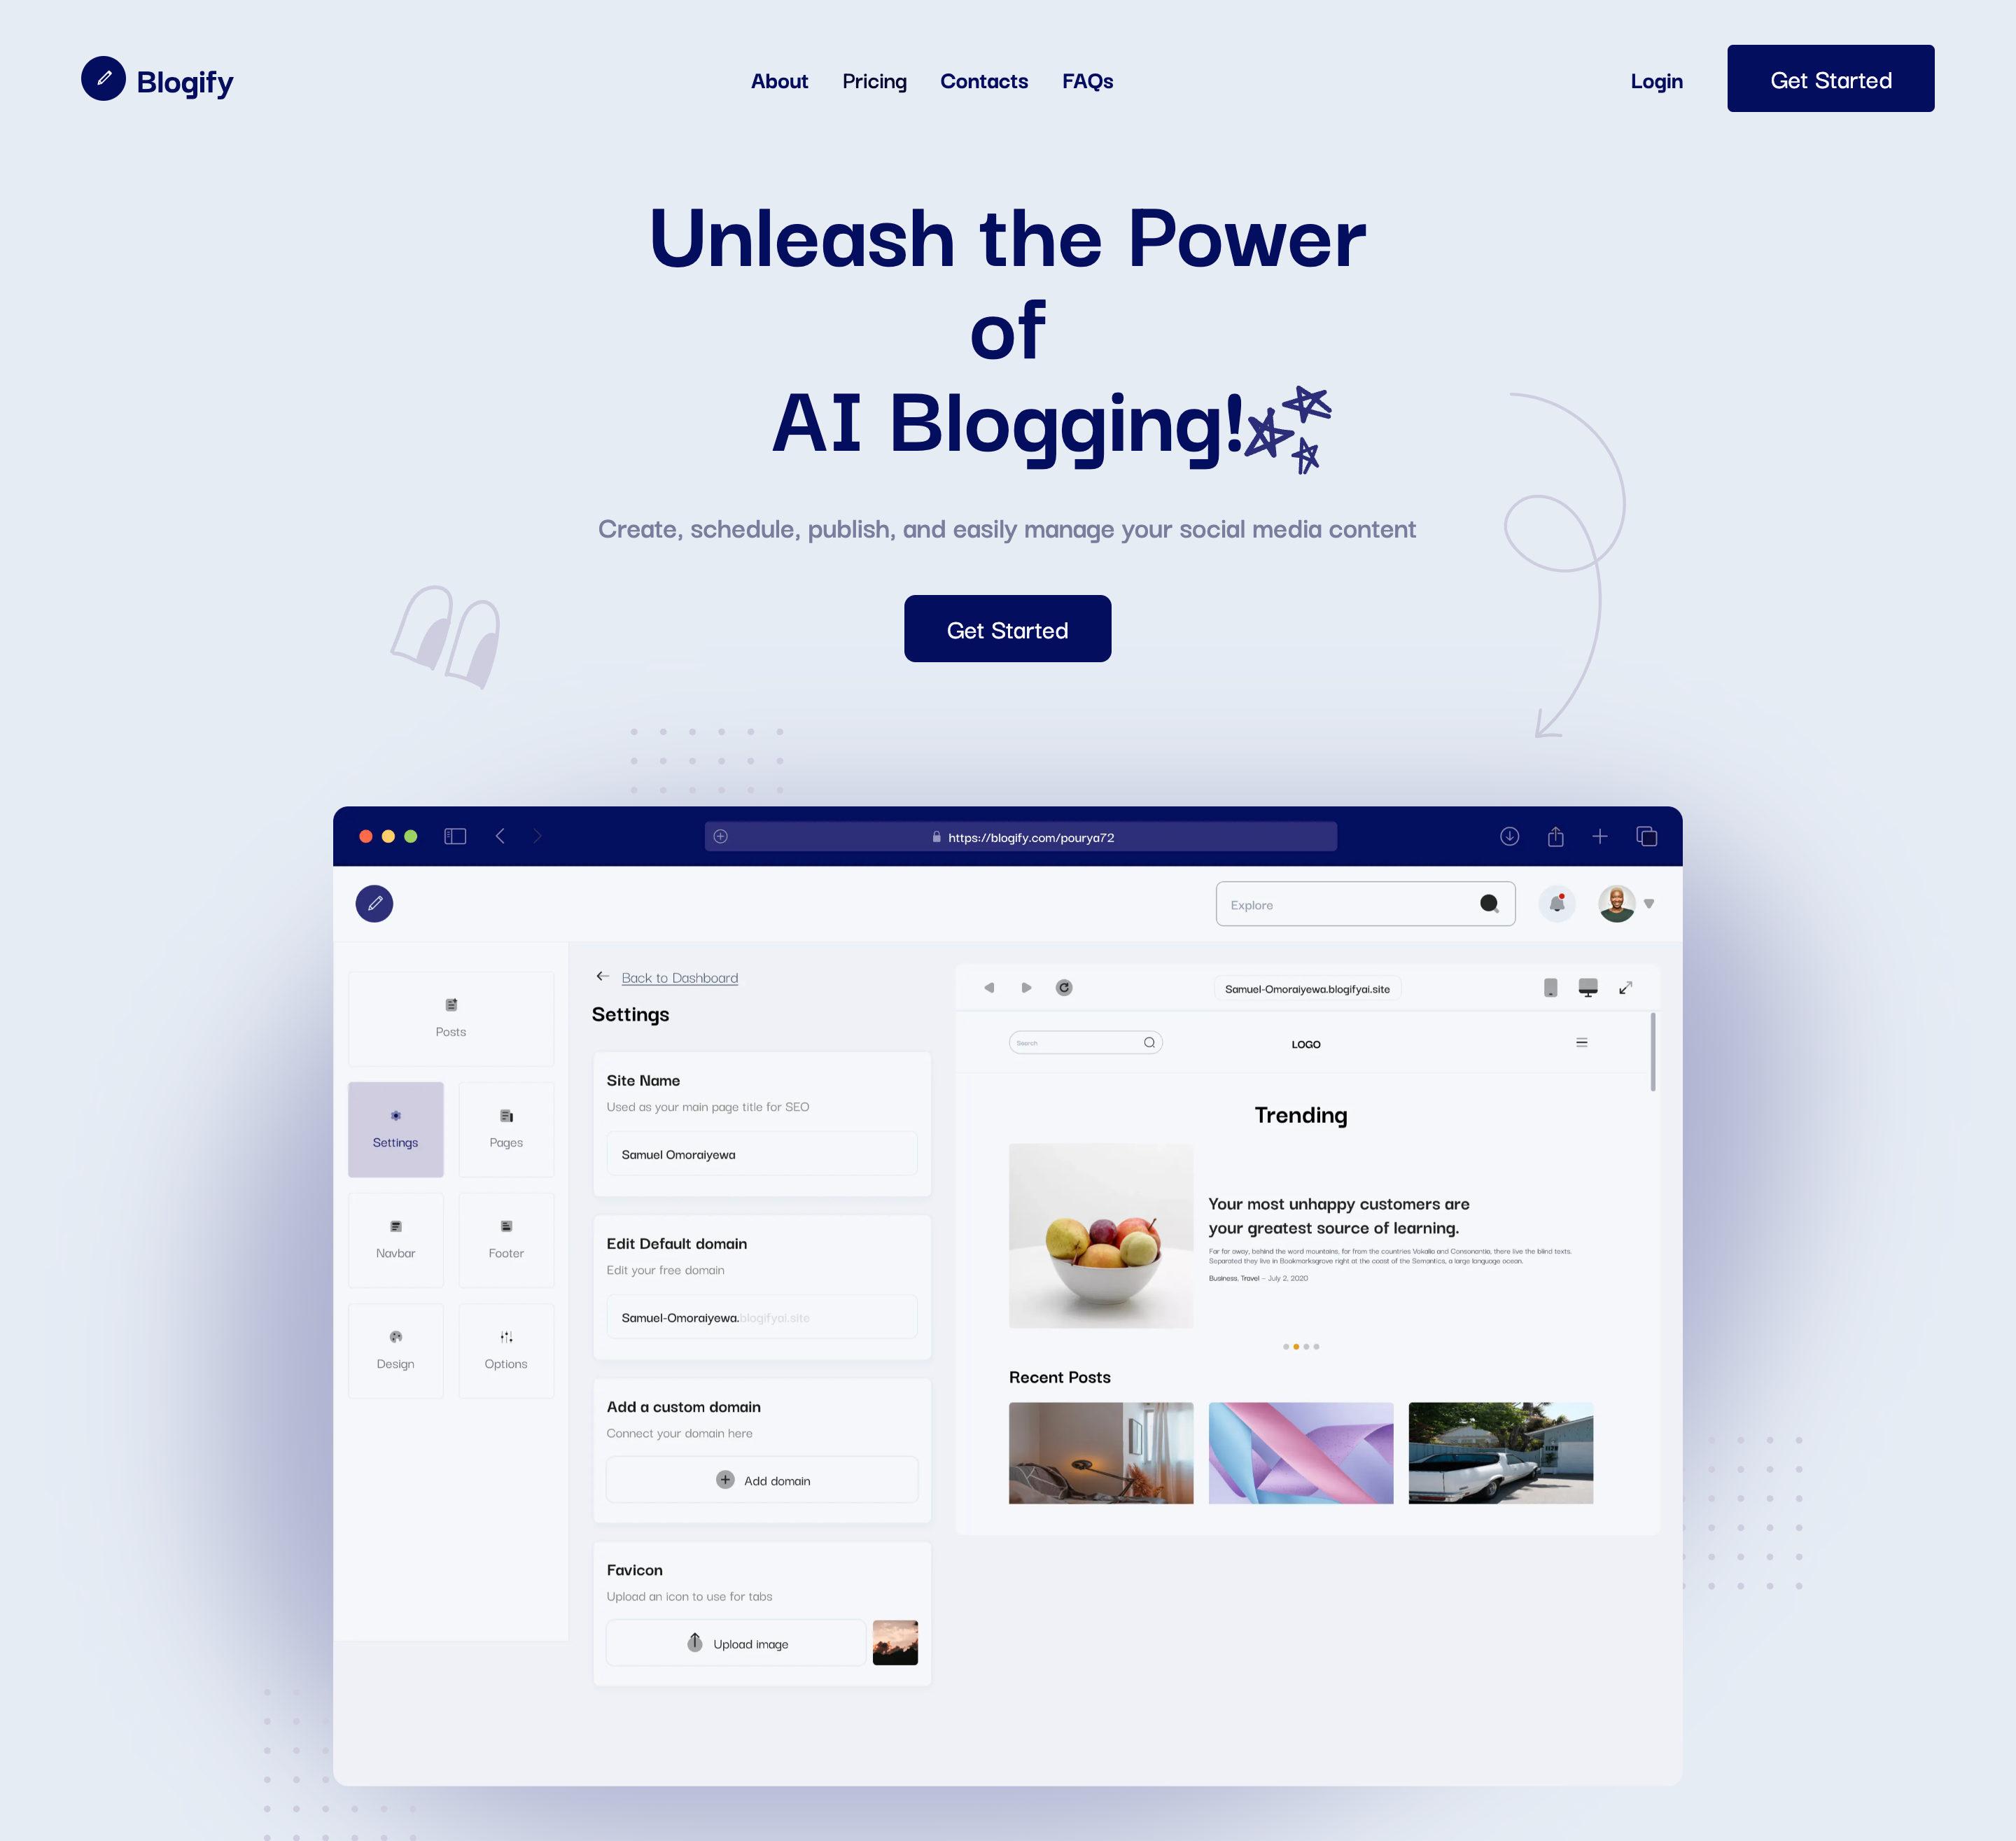 Blogify
About
Pricing
Contacts
FAQs
Login
Get Started
Unleash the Power
of
AI Blogging!
Create, schedule, publish, and easily manage your social media content
Get Started
https://blogify.com/pourya72
Explore
Posts
Settings
Pages
Navbar
Footer
Design
Options
Back to Dashboard
Settings
Site Name
Used as your main page title for SEO
Samuel Omoraiyewa
Edit Default domain
Edit your free domain
Samuel-Omoraiyewa.blogifyai.site
Add a custom domain
Connect your domain here
Add domain
Favicon
Upload an icon to use for tabs
Upload image
Samuel-Omoraiyewa.blogifyai.site
Search
LOGO
Trending
Your most unhappy customers are
your greatest source of learning.
Far far away, behind the word mountains, far from the countries Vokalia and Consonantia, there live the blind texts.
Separated they live in Bookmarksgrove right at the coast of the Semantics, a large language ocean.
Business, Travel — July 2, 2020
Recent Posts